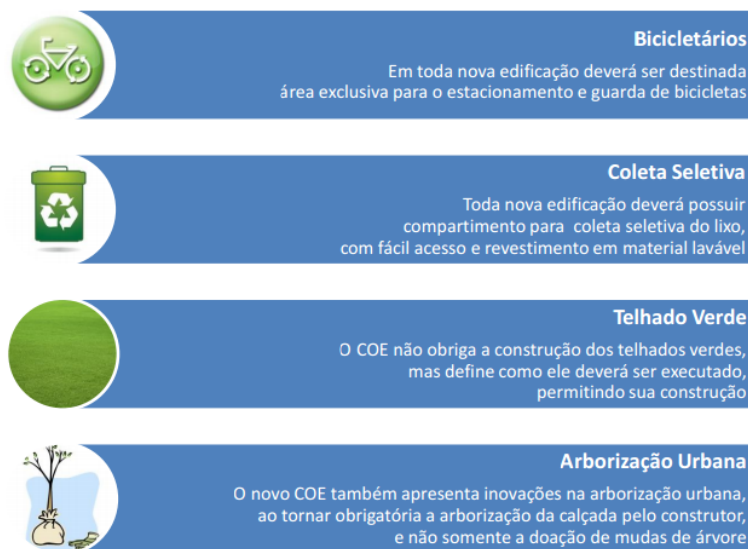 Bicicletários
Em toda nova edificação deverá ser destinada
área exclusiva para o estacionamento e guarda de bicicletas
Coleta Seletiva
Toda nova edificação deverá possuir
compartimento para coleta seletiva do lixo,
com fácil acesso e revestimento em material lavável
Telhado Verde
O COE não obriga a construção dos telhados verdes,
mas define como ele deverá ser executado,
permitindo sua construção
Arborização Urbana
O novo COE também apresenta inovações na arborização urbana,
ao tornar obrigatória a arborização da calçada pelo construtor,
e não somente a doação de mudas de árvore